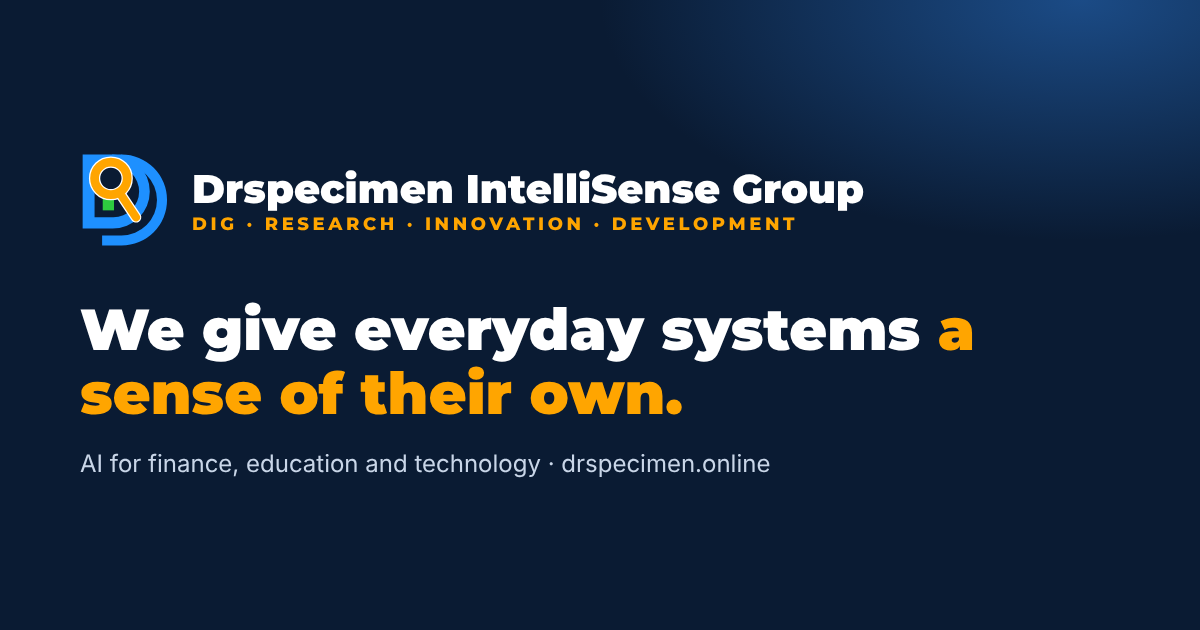 Drspecimen IntelliSense Group
DIG · RESEARCH · INNOVATION · DEVELOPMENT
We give everyday systems a
sense of their own.
AI for finance, education and technology · drspecimen.online